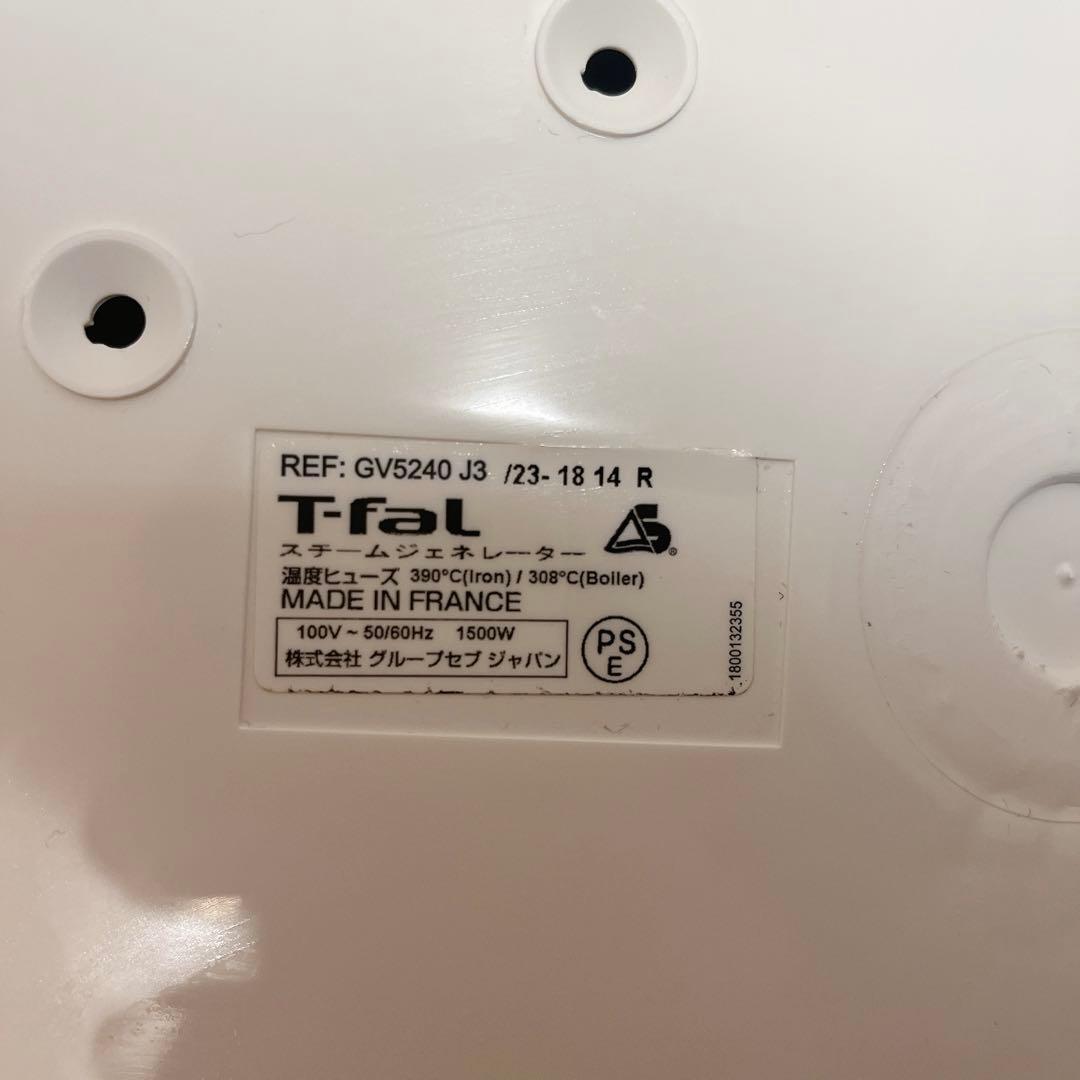 REF: GV5240 J3 /23- 18 14 R
T-fal
スチームジェネレーター
S
温度ヒューズ 390°C(Iron) / 308°C(Boiler)
MADE IN FRANCE
100V ~ 50/60Hz 1500W
株式会社 グループセブ ジャパン
PS
E
1800132355